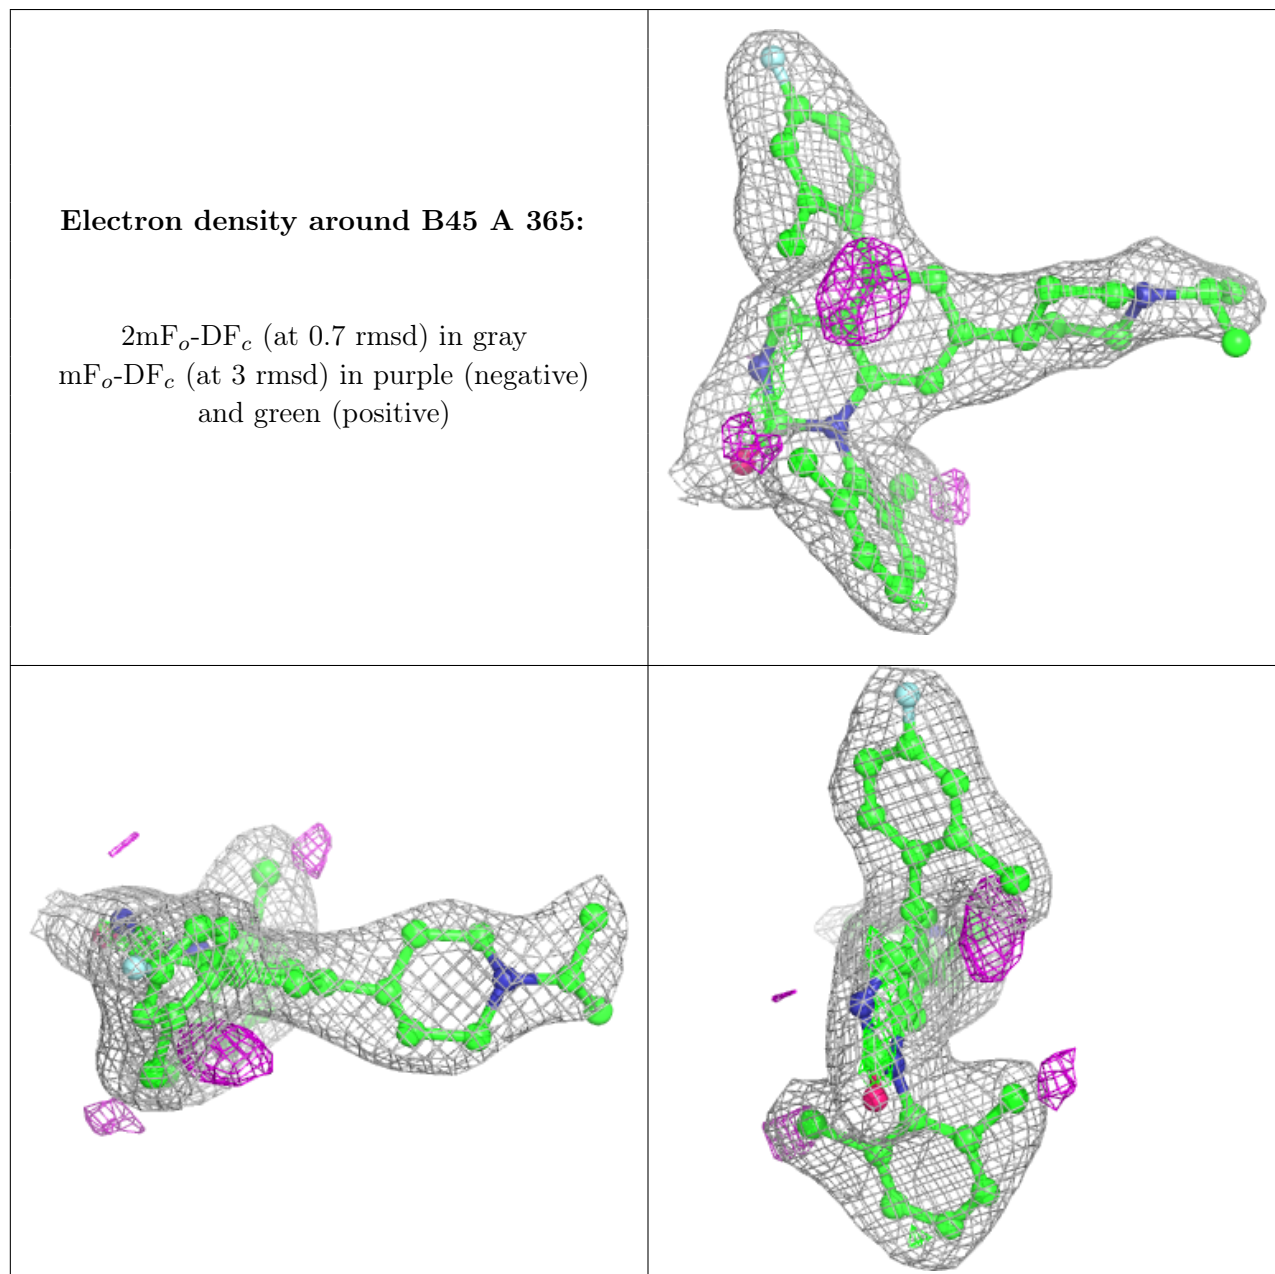 Electron density around B45 A 365:
2mFₒ-DF𝒸 (at 0.7 rmsd) in gray
mFₒ-DF𝒸 (at 3 rmsd) in purple (negative)
and green (positive)